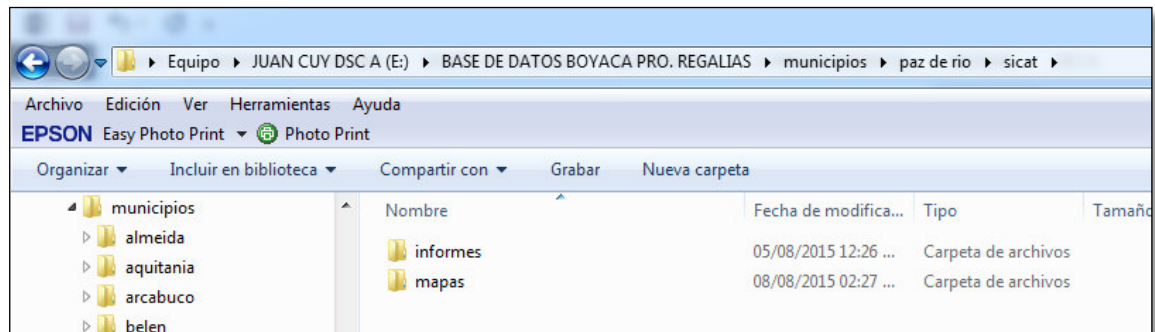 Equipo JUAN CUY DSC A (E:) BASE DE DATOS BOYACA PRO. REGALIAS municipios paz de rio sicat
Archivo Edición Ver Herramientas Ayuda
EPSON Easy Photo Print Photo Print
Organizar Incluir en biblioteca Compartir con Grabar Nueva carpeta
municipios Nombre Fecha de modifica... Tipo Tamaño
almeida
informes 05/08/2015 12:26 ... Carpeta de archivos
aquitania
mapas 08/08/2015 02:27 ... Carpeta de archivos
arcabuco
belen